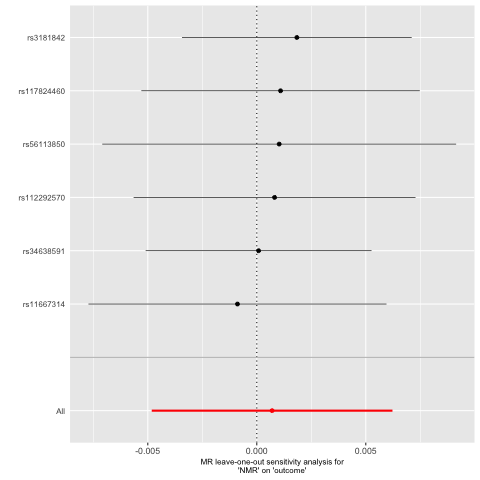 rs3181842
rs117824460
rs56113850
rs112292570
rs34638591
rs11667314
All
-0.005 0.000 0.005
MR leave-one-out sensitivity analysis for
'NMR' on 'outcome'